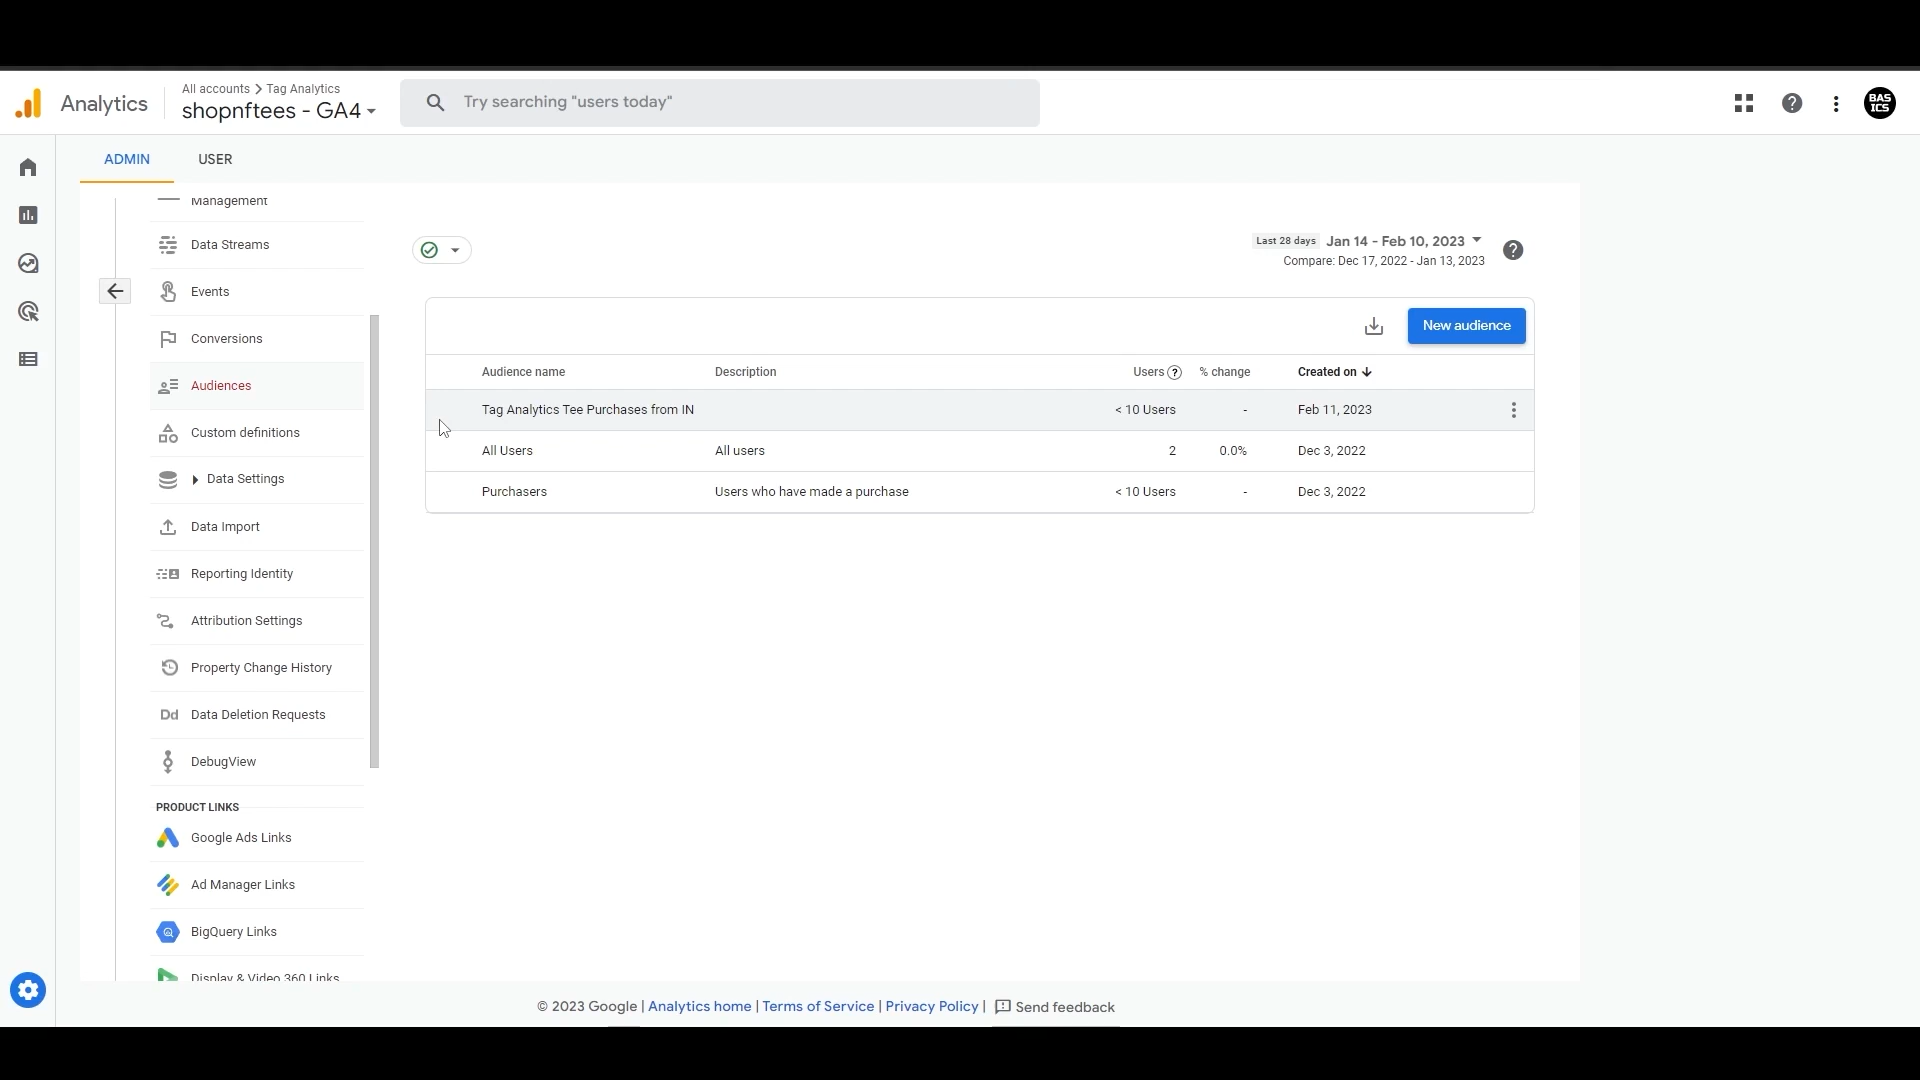 Analytics
All accounts > Tag Analytics
shopnftees - GA4
Try searching "users today"
BAS
ICS
ADMIN
USER
Management
Data Streams
Events
Conversions
Audiences
Custom definitions
Data Settings
Data Import
Reporting Identity
Attribution Settings
Property Change History
Dd Data Deletion Requests
DebugView
PRODUCT LINKS
Google Ads Links
Ad Manager Links
BigQuery Links
Display & Video 360 Links
Last 28 days Jan 14 - Feb 10, 2023
Compare: Dec 17, 2022 - Jan 13, 2023
New audience
Audience name Description Users % change Created on
Tag Analytics Tee Purchases from IN < 10 Users - Feb 11, 2023
All Users All users 2 0.0% Dec 3, 2022
Purchasers Users who have made a purchase < 10 Users - Dec 3, 2022
© 2023 Google | Analytics home | Terms of Service | Privacy Policy | Send feedback